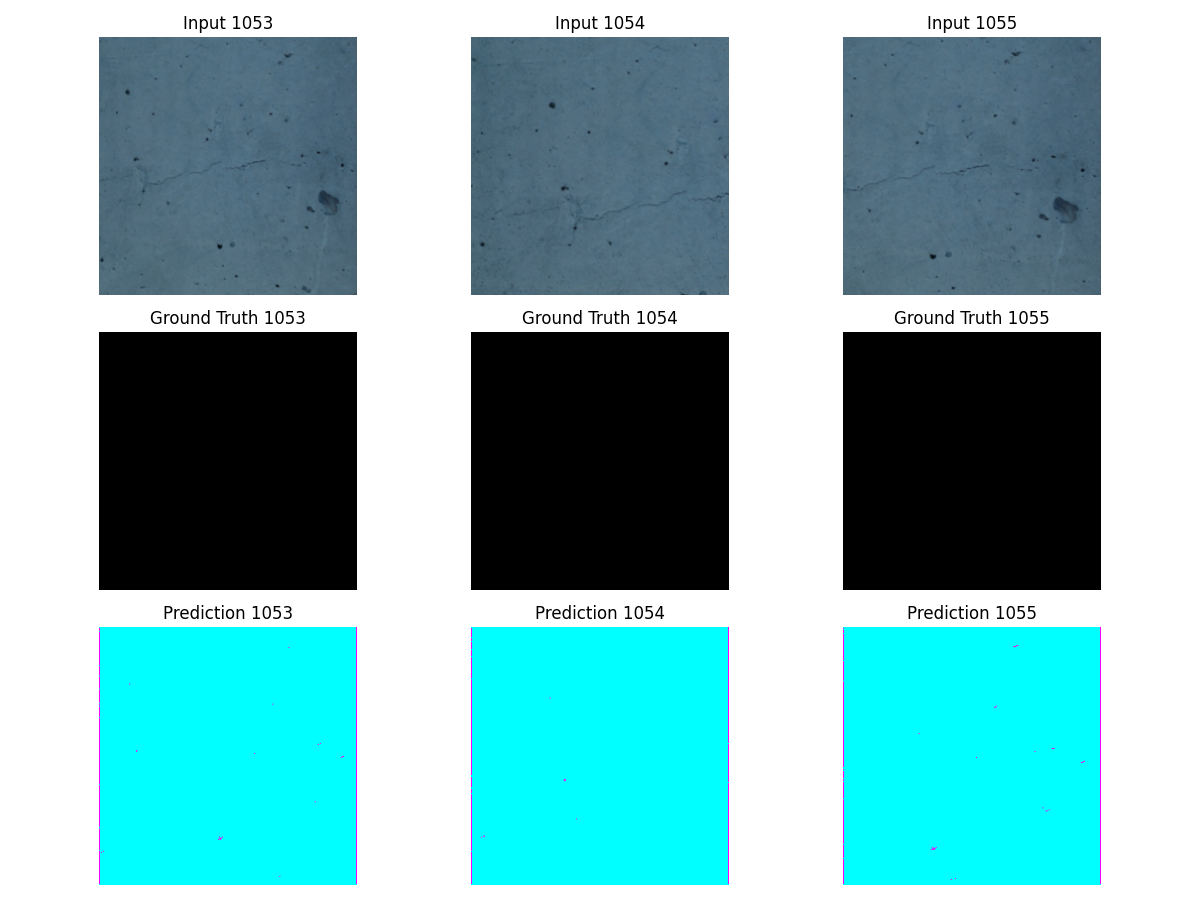 Input 1053
Input 1054
Input 1055
Ground Truth 1053
Ground Truth 1054
Ground Truth 1055
Prediction 1053
Prediction 1054
Prediction 1055